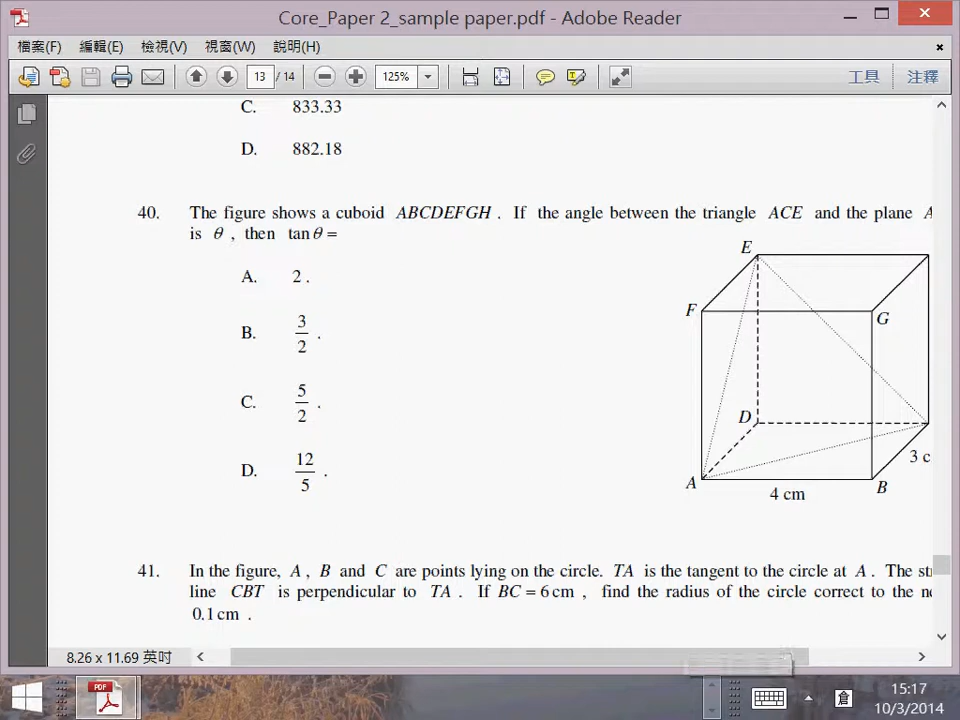 Core_Paper 2_sample paper.pdf - Adobe Reader
檔案(F) 編輯(E) 檢視(V) 視窗(W) 說明(H)
13 / 14 125% 工具 注釋
C. 833.33
D. 882.18
40. The figure shows a cuboid ABCDEFGH . If the angle between the triangle ACE and the plane A
is θ , then tan θ =
A. 2 .
B. 3/2 .
C. 5/2 .
D. 12/5 .
E
F
G
D
3 c
A
B
4 cm
41. In the figure, A , B and C are points lying on the circle. TA is the tangent to the circle at A . The str
line CBT is perpendicular to TA . If BC = 6 cm , find the radius of the circle correct to the ne
0.1 cm .
8.26 x 11.69 英吋
PDF
倉
15:17
10/3/2014